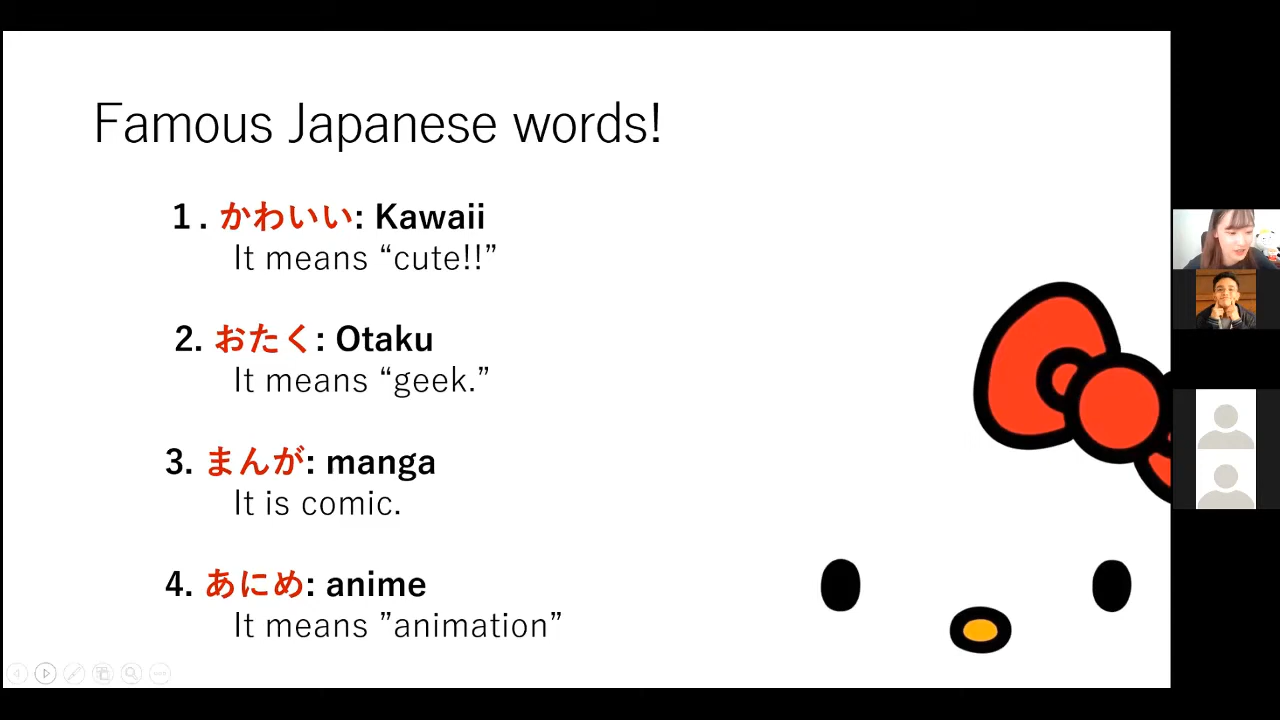 Famous Japanese words!
1. かわいい: Kawaii
It means “cute!!”
2. おたく: Otaku
It means “geek.”
3. まんが: manga
It is comic.
4. あにめ: anime
It means ”animation”